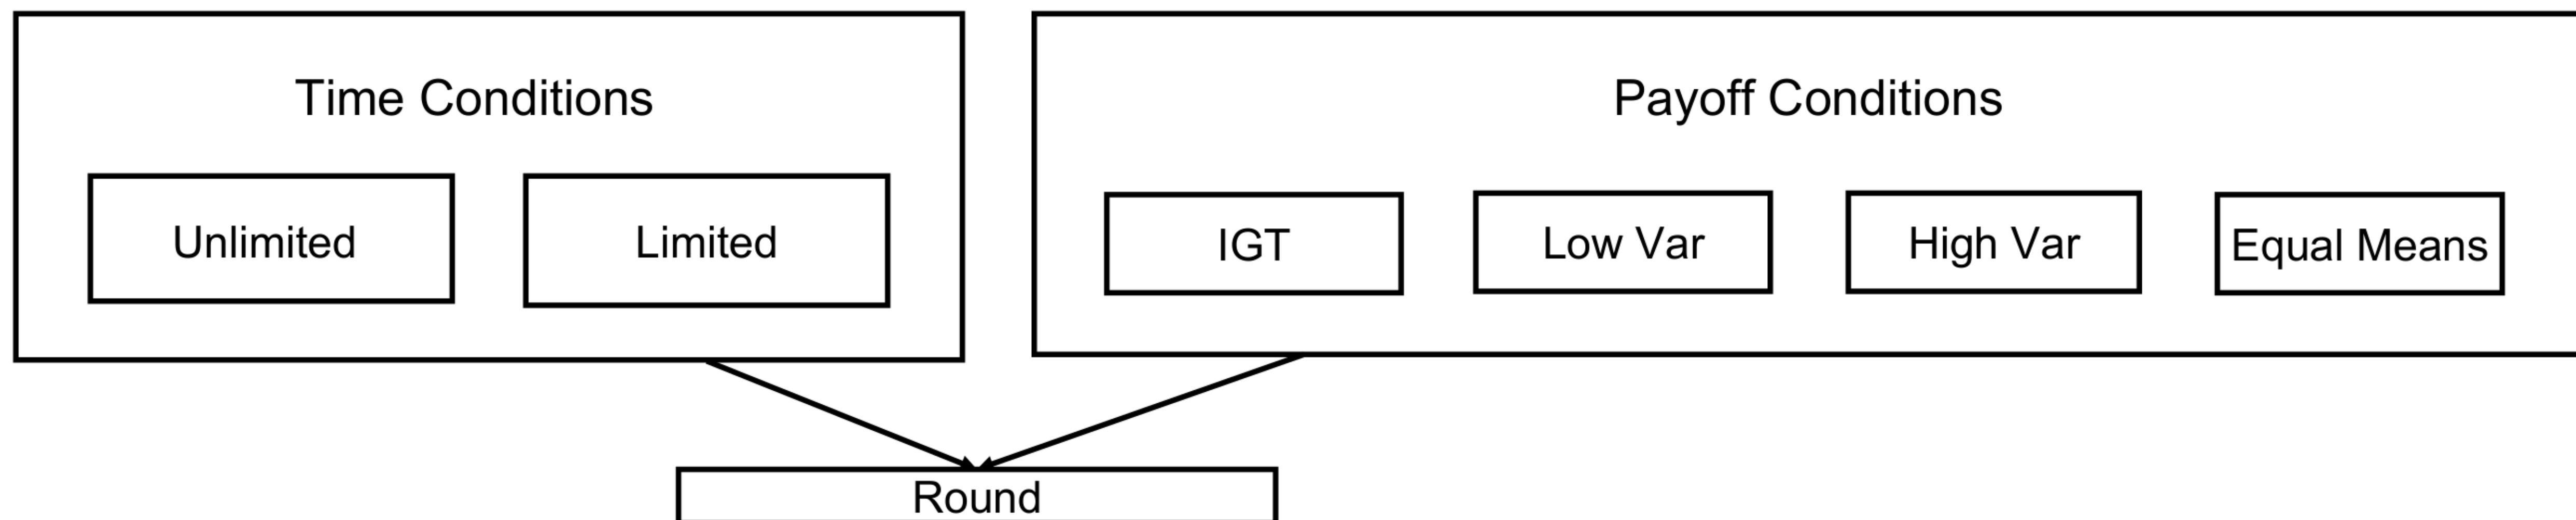 Time Conditions
Payoff Conditions
Unlimited
Limited
IGT
Low Var
High Var
Equal Means
Round